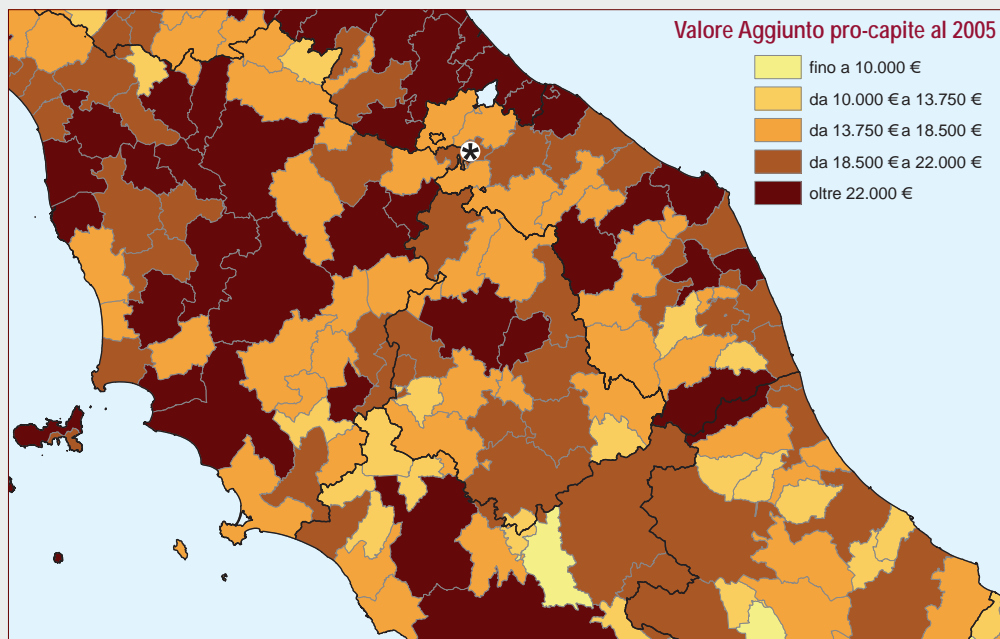 Valore Aggiunto pro-capite al 2005
fino a 10.000 €
da 10.000 € a 13.750 €
da 13.750 € a 18.500 €
da 18.500 € a 22.000 €
oltre 22.000 €